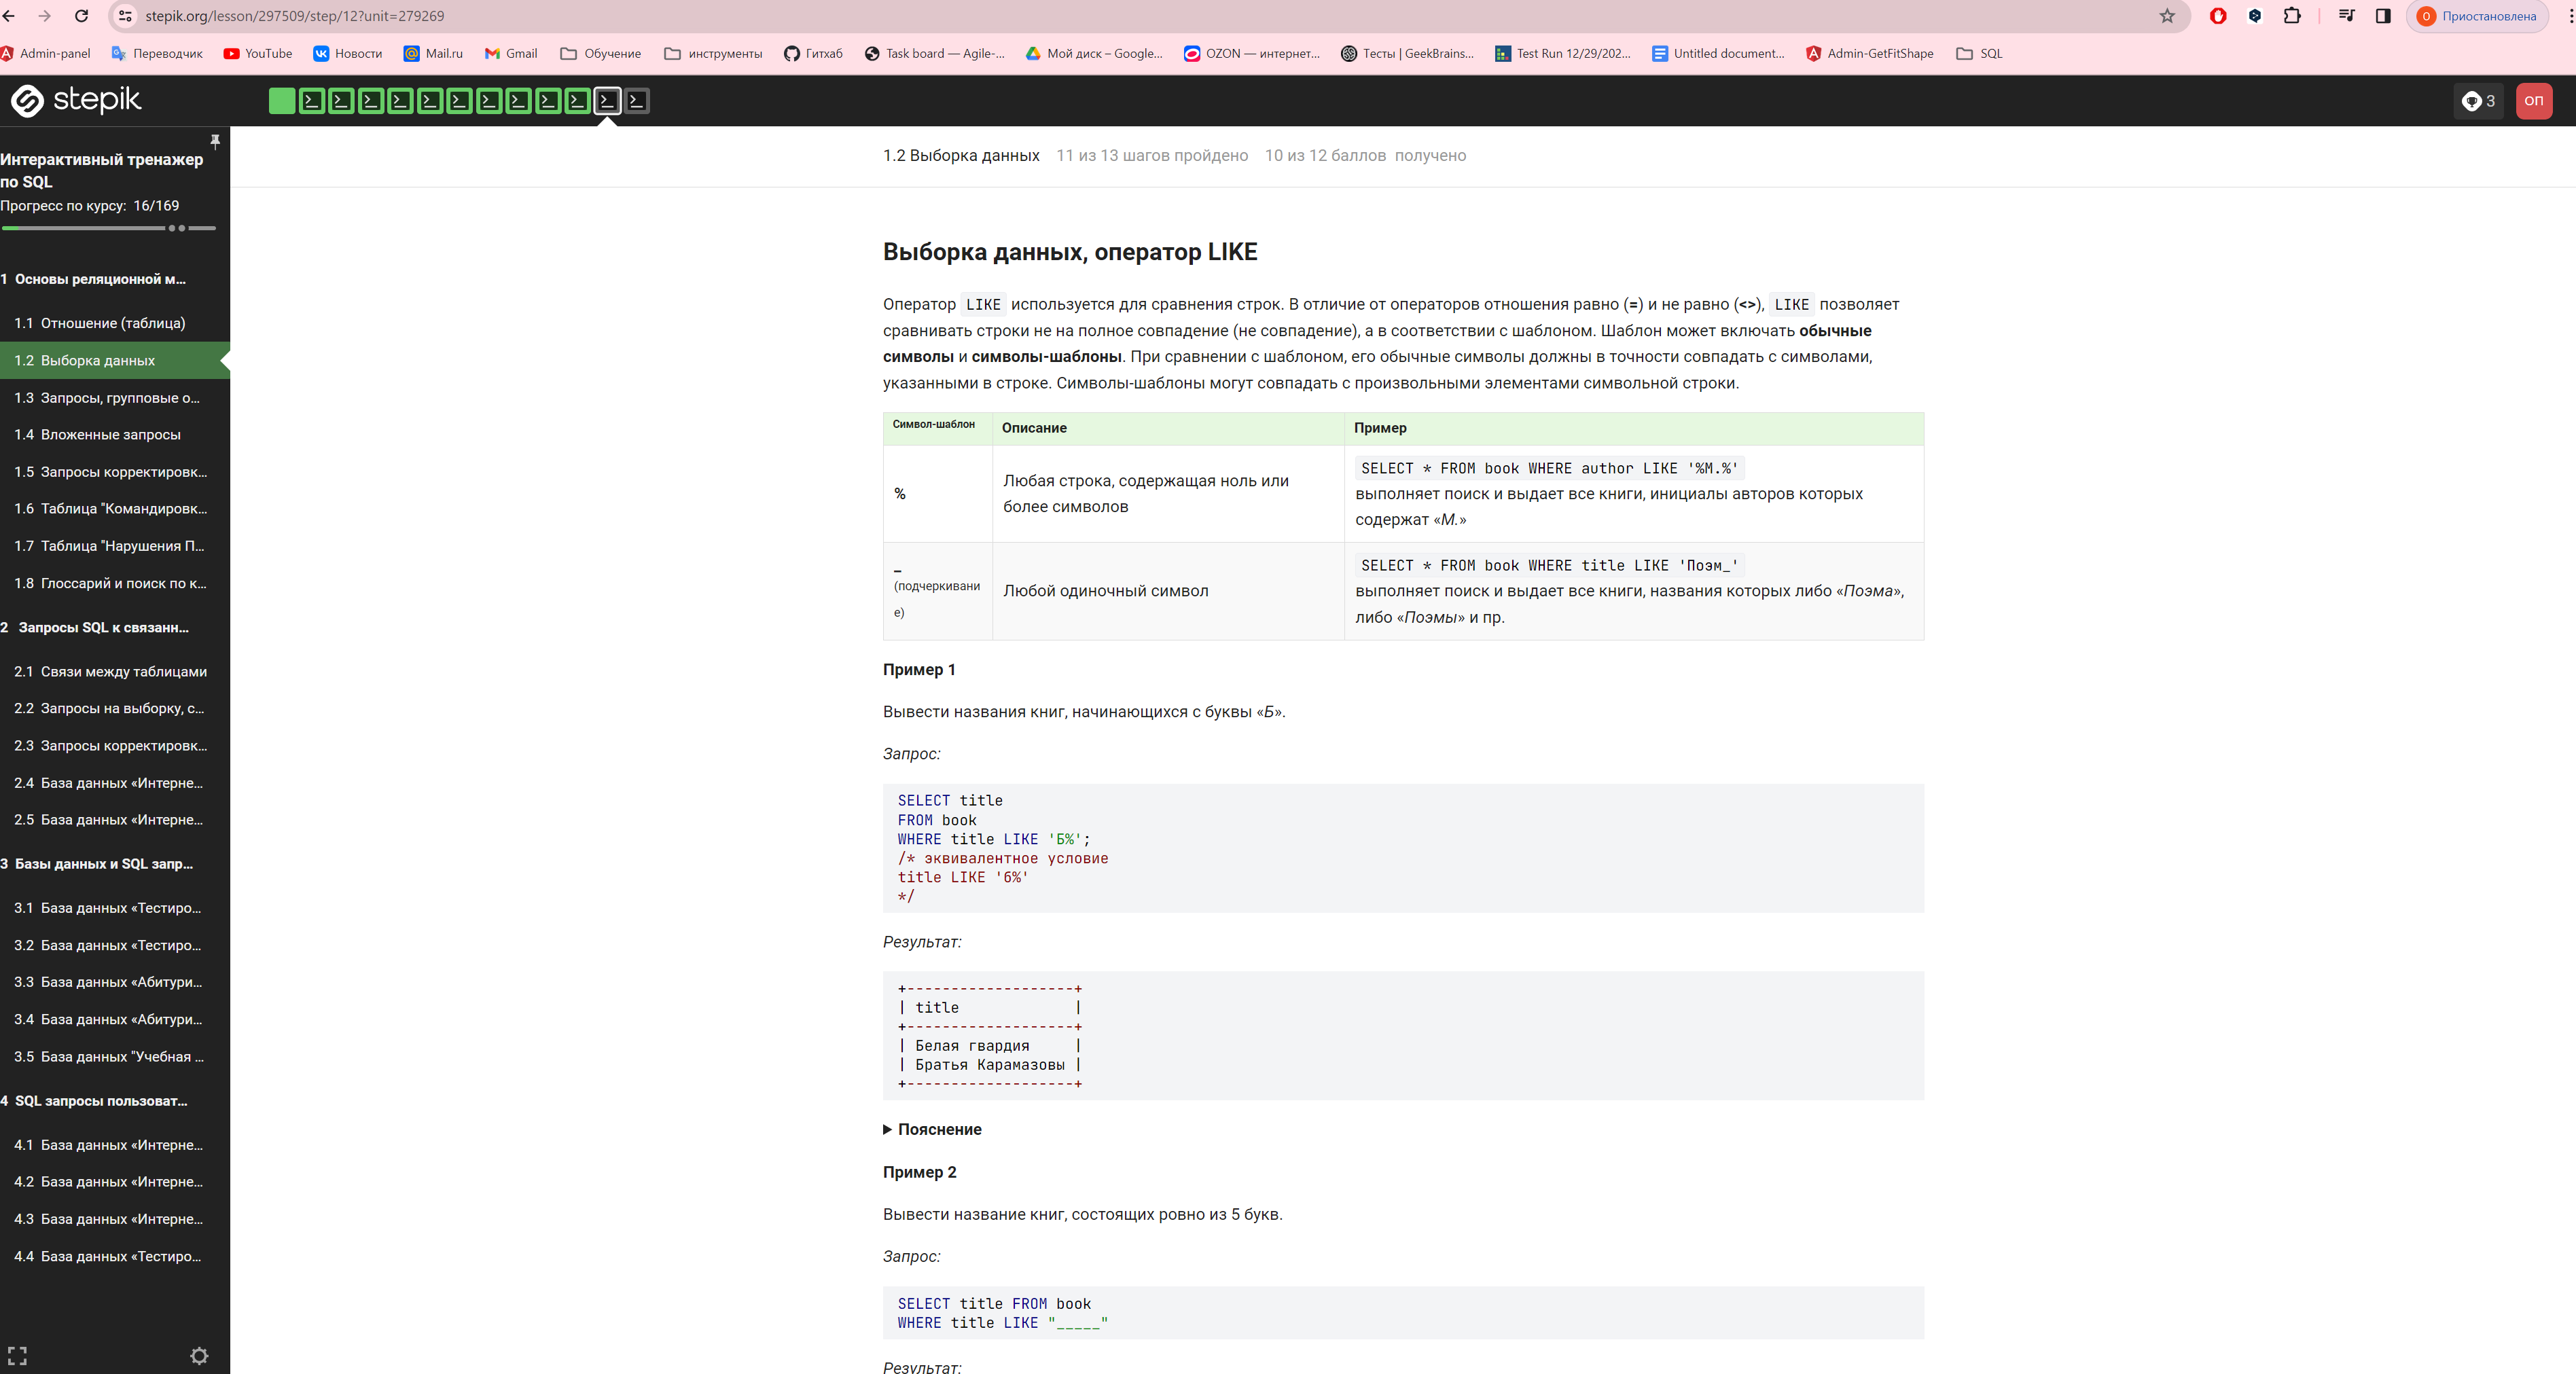 stepik.org/lesson/297509/step/12?unit=279269
О Приостановлена
Admin-panel Переводчик YouTube Новости Mail.ru Gmail Обучение инструменты Гитхаб Task board — Agile-... Мой диск – Google... OZON — интернет... Тесты | GeekBrains... Test Run 12/29/202... Untitled document... Admin-GetFitShape SQL
stepik
3 ОП
Интерактивный тренажер
по SQL
Прогресс по курсу: 16/169
1 Основы реляционной м...
1.1 Отношение (таблица)
1.2 Выборка данных
1.3 Запросы, групповые о...
1.4 Вложенные запросы
1.5 Запросы корректировк...
1.6 Таблица "Командировк...
1.7 Таблица "Нарушения П...
1.8 Глоссарий и поиск по к...
2 Запросы SQL к связанн...
2.1 Связи между таблицами
2.2 Запросы на выборку, с...
2.3 Запросы корректировк...
2.4 База данных «Интерне...
2.5 База данных «Интерне...
3 Базы данных и SQL запр...
3.1 База данных «Тестиро...
3.2 База данных «Тестиро...
3.3 База данных «Абитури...
3.4 База данных «Абитури...
3.5 База данных "Учебная ...
4 SQL запросы пользоват...
4.1 База данных «Интерне...
4.2 База данных «Интерне...
4.3 База данных «Интерне...
4.4 База данных «Тестиро...
1.2 Выборка данных 11 из 13 шагов пройдено 10 из 12 баллов получено
Выборка данных, оператор LIKE
Оператор LIKE используется для сравнения строк. В отличие от операторов отношения равно (=) и не равно (<>), LIKE позволяет
сравнивать строки не на полное совпадение (не совпадение), а в соответствии с шаблоном. Шаблон может включать обычные
символы и символы-шаблоны. При сравнении с шаблоном, его обычные символы должны в точности совпадать с символами,
указанными в строке. Символы-шаблоны могут совпадать с произвольными элементами символьной строки.
Символ-шаблон Описание Пример
%
Любая строка, содержащая ноль или
более символов
SELECT * FROM book WHERE author LIKE '%М.%'
выполняет поиск и выдает все книги, инициалы авторов которых
содержат «М.»
_
(подчеркивани
е)
Любой одиночный символ
SELECT * FROM book WHERE title LIKE 'Поэм_'
выполняет поиск и выдает все книги, названия которых либо «Поэма»,
либо «Поэмы» и пр.
Пример 1
Вывести названия книг, начинающихся с буквы «Б».
Запрос:
SELECT title
FROM book
WHERE title LIKE 'Б%';
/* эквивалентное условие
title LIKE 'б%'
*/
Результат:
+-------------------+
| title             |
+-------------------+
| Белая гвардия     |
| Братья Карамазовы |
+-------------------+
Пояснение
Пример 2
Вывести название книг, состоящих ровно из 5 букв.
Запрос:
SELECT title FROM book
WHERE title LIKE "_____"
Результат: